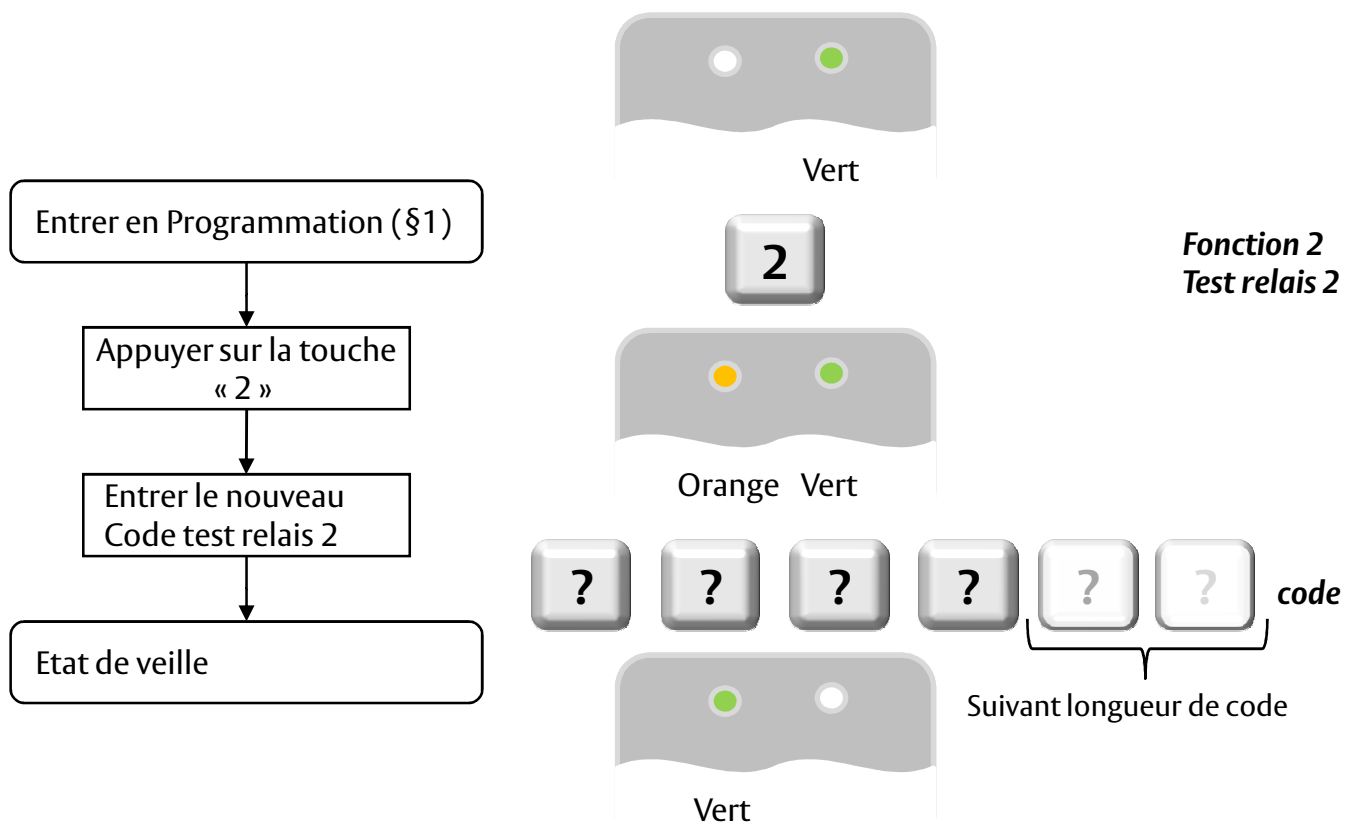 Vert
Entrer en Programmation (§1)
2
Fonction 2
Test relais 2
Appuyer sur la touche
« 2 »
Orange Vert
Entrer le nouveau
Code test relais 2
? ? ? ? ? ? code
Etat de veille
Suivant longueur de code
Vert